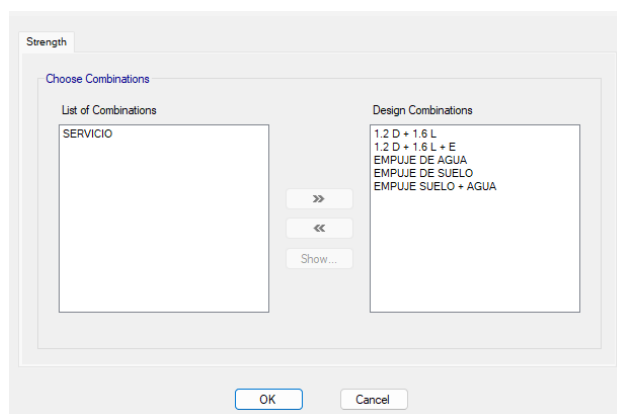 Strength
Choose Combinations
List of Combinations
SERVICIO
Design Combinations
1.2 D + 1.6 L
1.2 D + 1.6 L + E
EMPUJE DE AGUA
EMPUJE DE SUELO
EMPUJE SUELO + AGUA
>>
<<
Show...
OK
Cancel